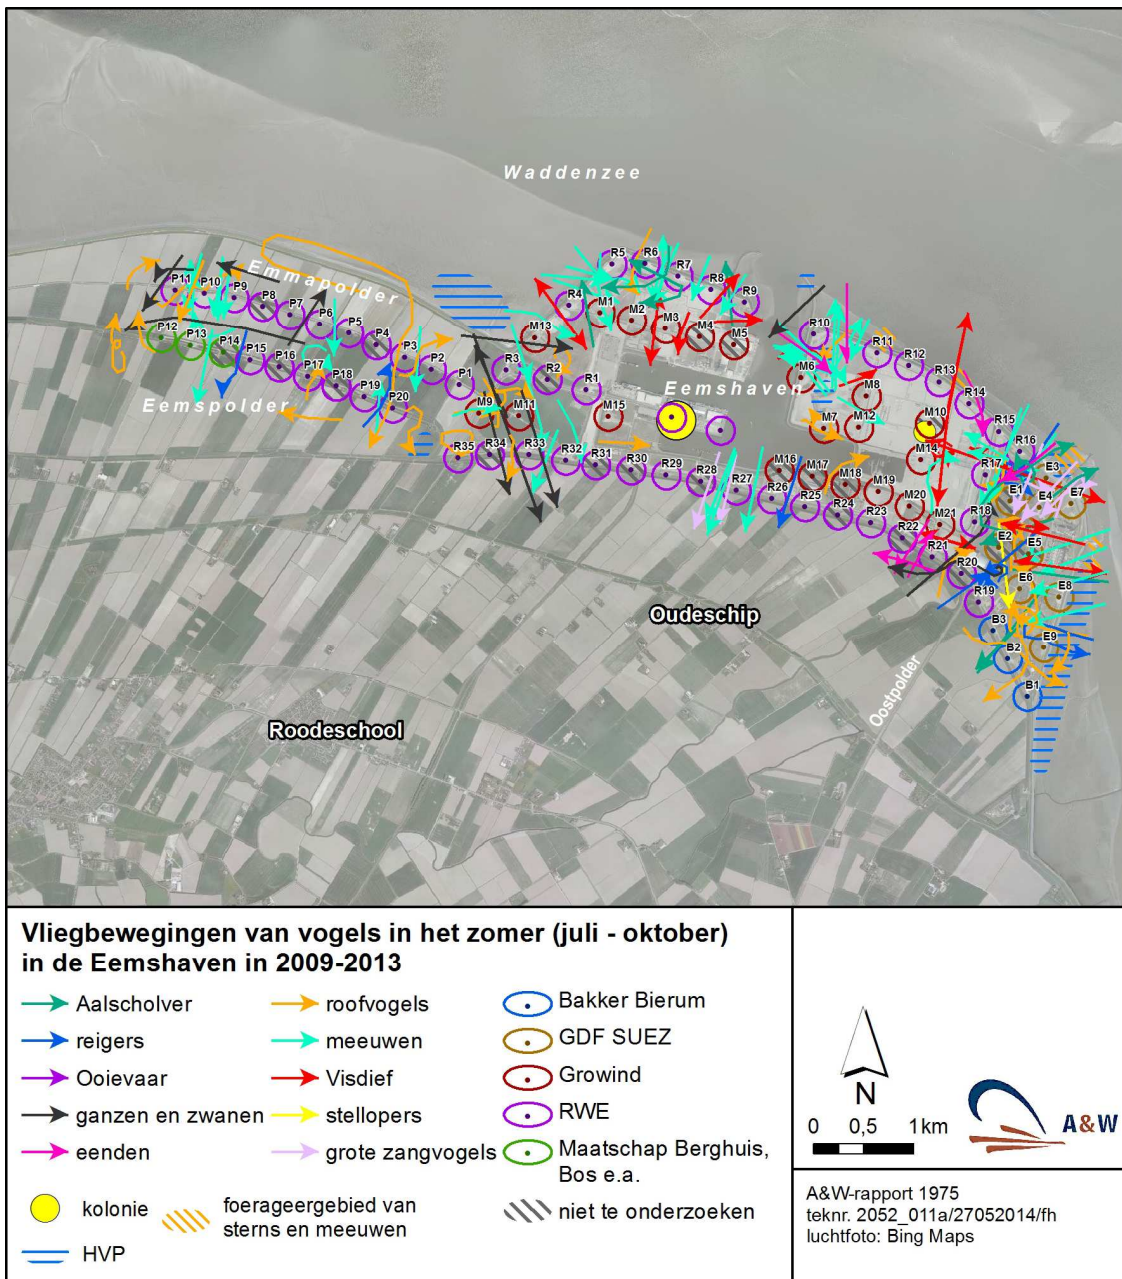 Waddenzee
R5
R6
R7
R8
R9
R4
M1
M2
M3
M4
M5
M13
P11
P10
P9
P8
P7
P6
P5
P4
P3
P2
P1
Emmapolder
P12
P13
P14
P15
P16
P17
P18
P19
P20
Eemspolder
R3
R2
R1
M9
M11
M15
Eemshaven
R10
R11
R12
R13
R14
R15
R16
M6
M8
M7
M12
M10
M14
R17
E3
E1
E4
E7
R35
R34
R33
R32
R31
R30
R29
R28
R27
R26
R25
R24
R23
R22
R21
R20
R19
R18
M16
M17
M18
M19
M20
M21
E2
E5
E6
E8
B3
B2
E9
B1
Oudeschip
Oostpolder
Roodeschool
Vliegbewegingen van vogels in het zomer (juli - oktober)
in de Eemshaven in 2009-2013
Aalscholver
reigers
Ooievaar
ganzen en zwanen
eenden
roofvogels
meeuwen
Visdief
stellopers
grote zangvogels
Bakker Bierum
GDF SUEZ
Growind
RWE
Maatschap Berghuis,
Bos e.a.
kolonie
foerageergebied van
sterns en meeuwen
niet te onderzoeken
HVP
N
0 0,5 1km
A&W
A&W-rapport 1975
teknr. 2052_011a/27052014/fh
luchtfoto: Bing Maps